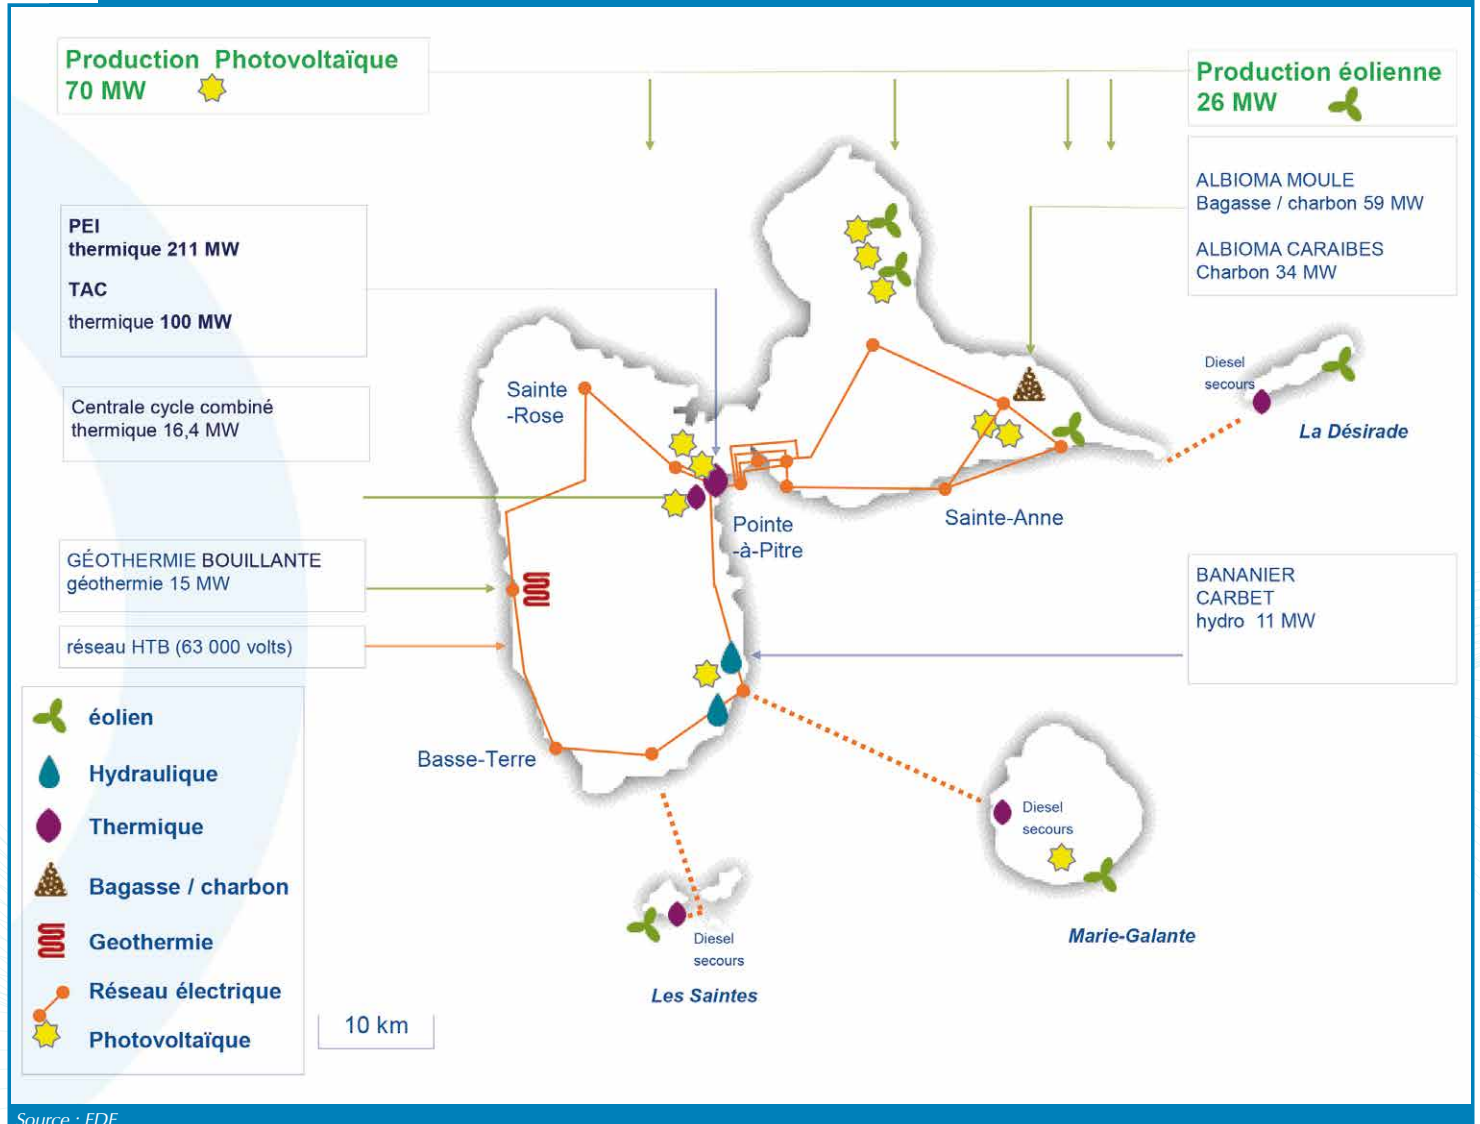 Production Photovoltaïque
70 MW
Production éolienne
26 MW
ALBIOMA MOULE
Bagasse / charbon 59 MW
ALBIOMA CARAIBES
Charbon 34 MW
PEI
thermique 211 MW
TAC
thermique 100 MW
Centrale cycle combiné
thermique 16,4 MW
GÉOTHERMIE BOUILLANTE
géothermie 15 MW
réseau HTB (63 000 volts)
Sainte
-Rose
Diesel
secours
La Désirade
Pointe
-à-Pitre
Sainte-Anne
BANANIER
CARBET
hydro 11 MW
Basse-Terre
Diesel
secours
Marie-Galante
Diesel
secours
Les Saintes
éolien
Hydraulique
Thermique
Bagasse / charbon
Geothermie
Réseau électrique
Photovoltaïque
10 km
Source : EDF